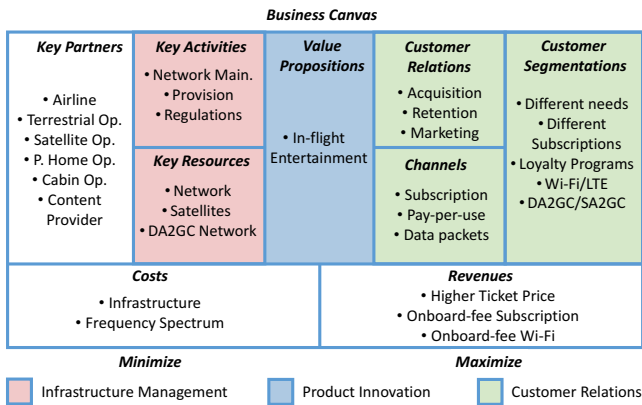 Business Canvas
Key Partners
• Airline
• Terrestrial Op.
• Satellite Op.
• P. Home Op.
• Cabin Op.
• Content
Provider
Key Activities
• Network Main.
• Provision
• Regulations
Key Resources
• Network
• Satellites
• DA2GC Network
Value
Propositions
• In-flight
Entertainment
Customer
Relations
• Acquisition
• Retention
• Marketing
Channels
• Subscription
• Pay-per-use
• Data packets
Customer
Segmentations
• Different needs
• Different
Subscriptions
• Loyalty Programs
• Wi-Fi/LTE
• DA2GC/SA2GC
Costs
• Infrastructure
• Frequency Spectrum
Revenues
• Higher Ticket Price
• Onboard-fee Subscription
• Onboard-fee Wi-Fi
Minimize
Maximize
Infrastructure Management
Product Innovation
Customer Relations